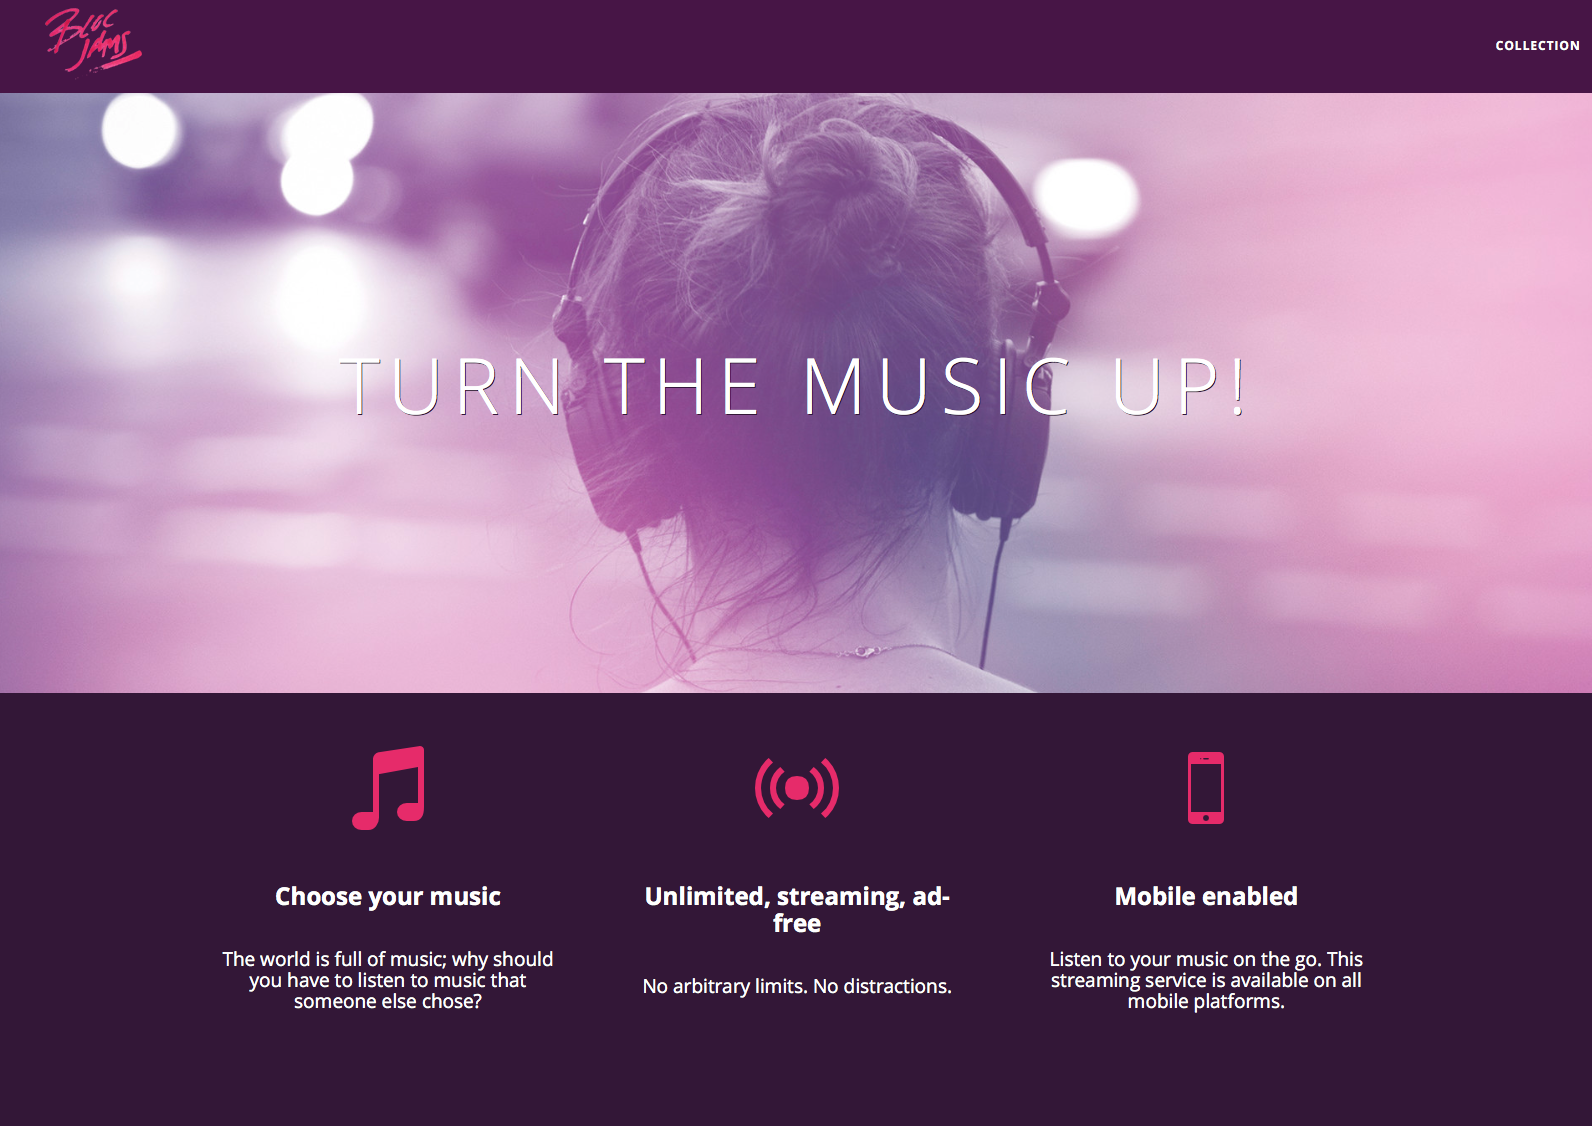 BLOC
JAMS
COLLECTION
TURN THE MUSIC UP!
Choose your music
The world is full of music; why should
you have to listen to music that
someone else chose?
Unlimited, streaming, ad-
free
No arbitrary limits. No distractions.
Mobile enabled
Listen to your music on the go. This
streaming service is available on all
mobile platforms.